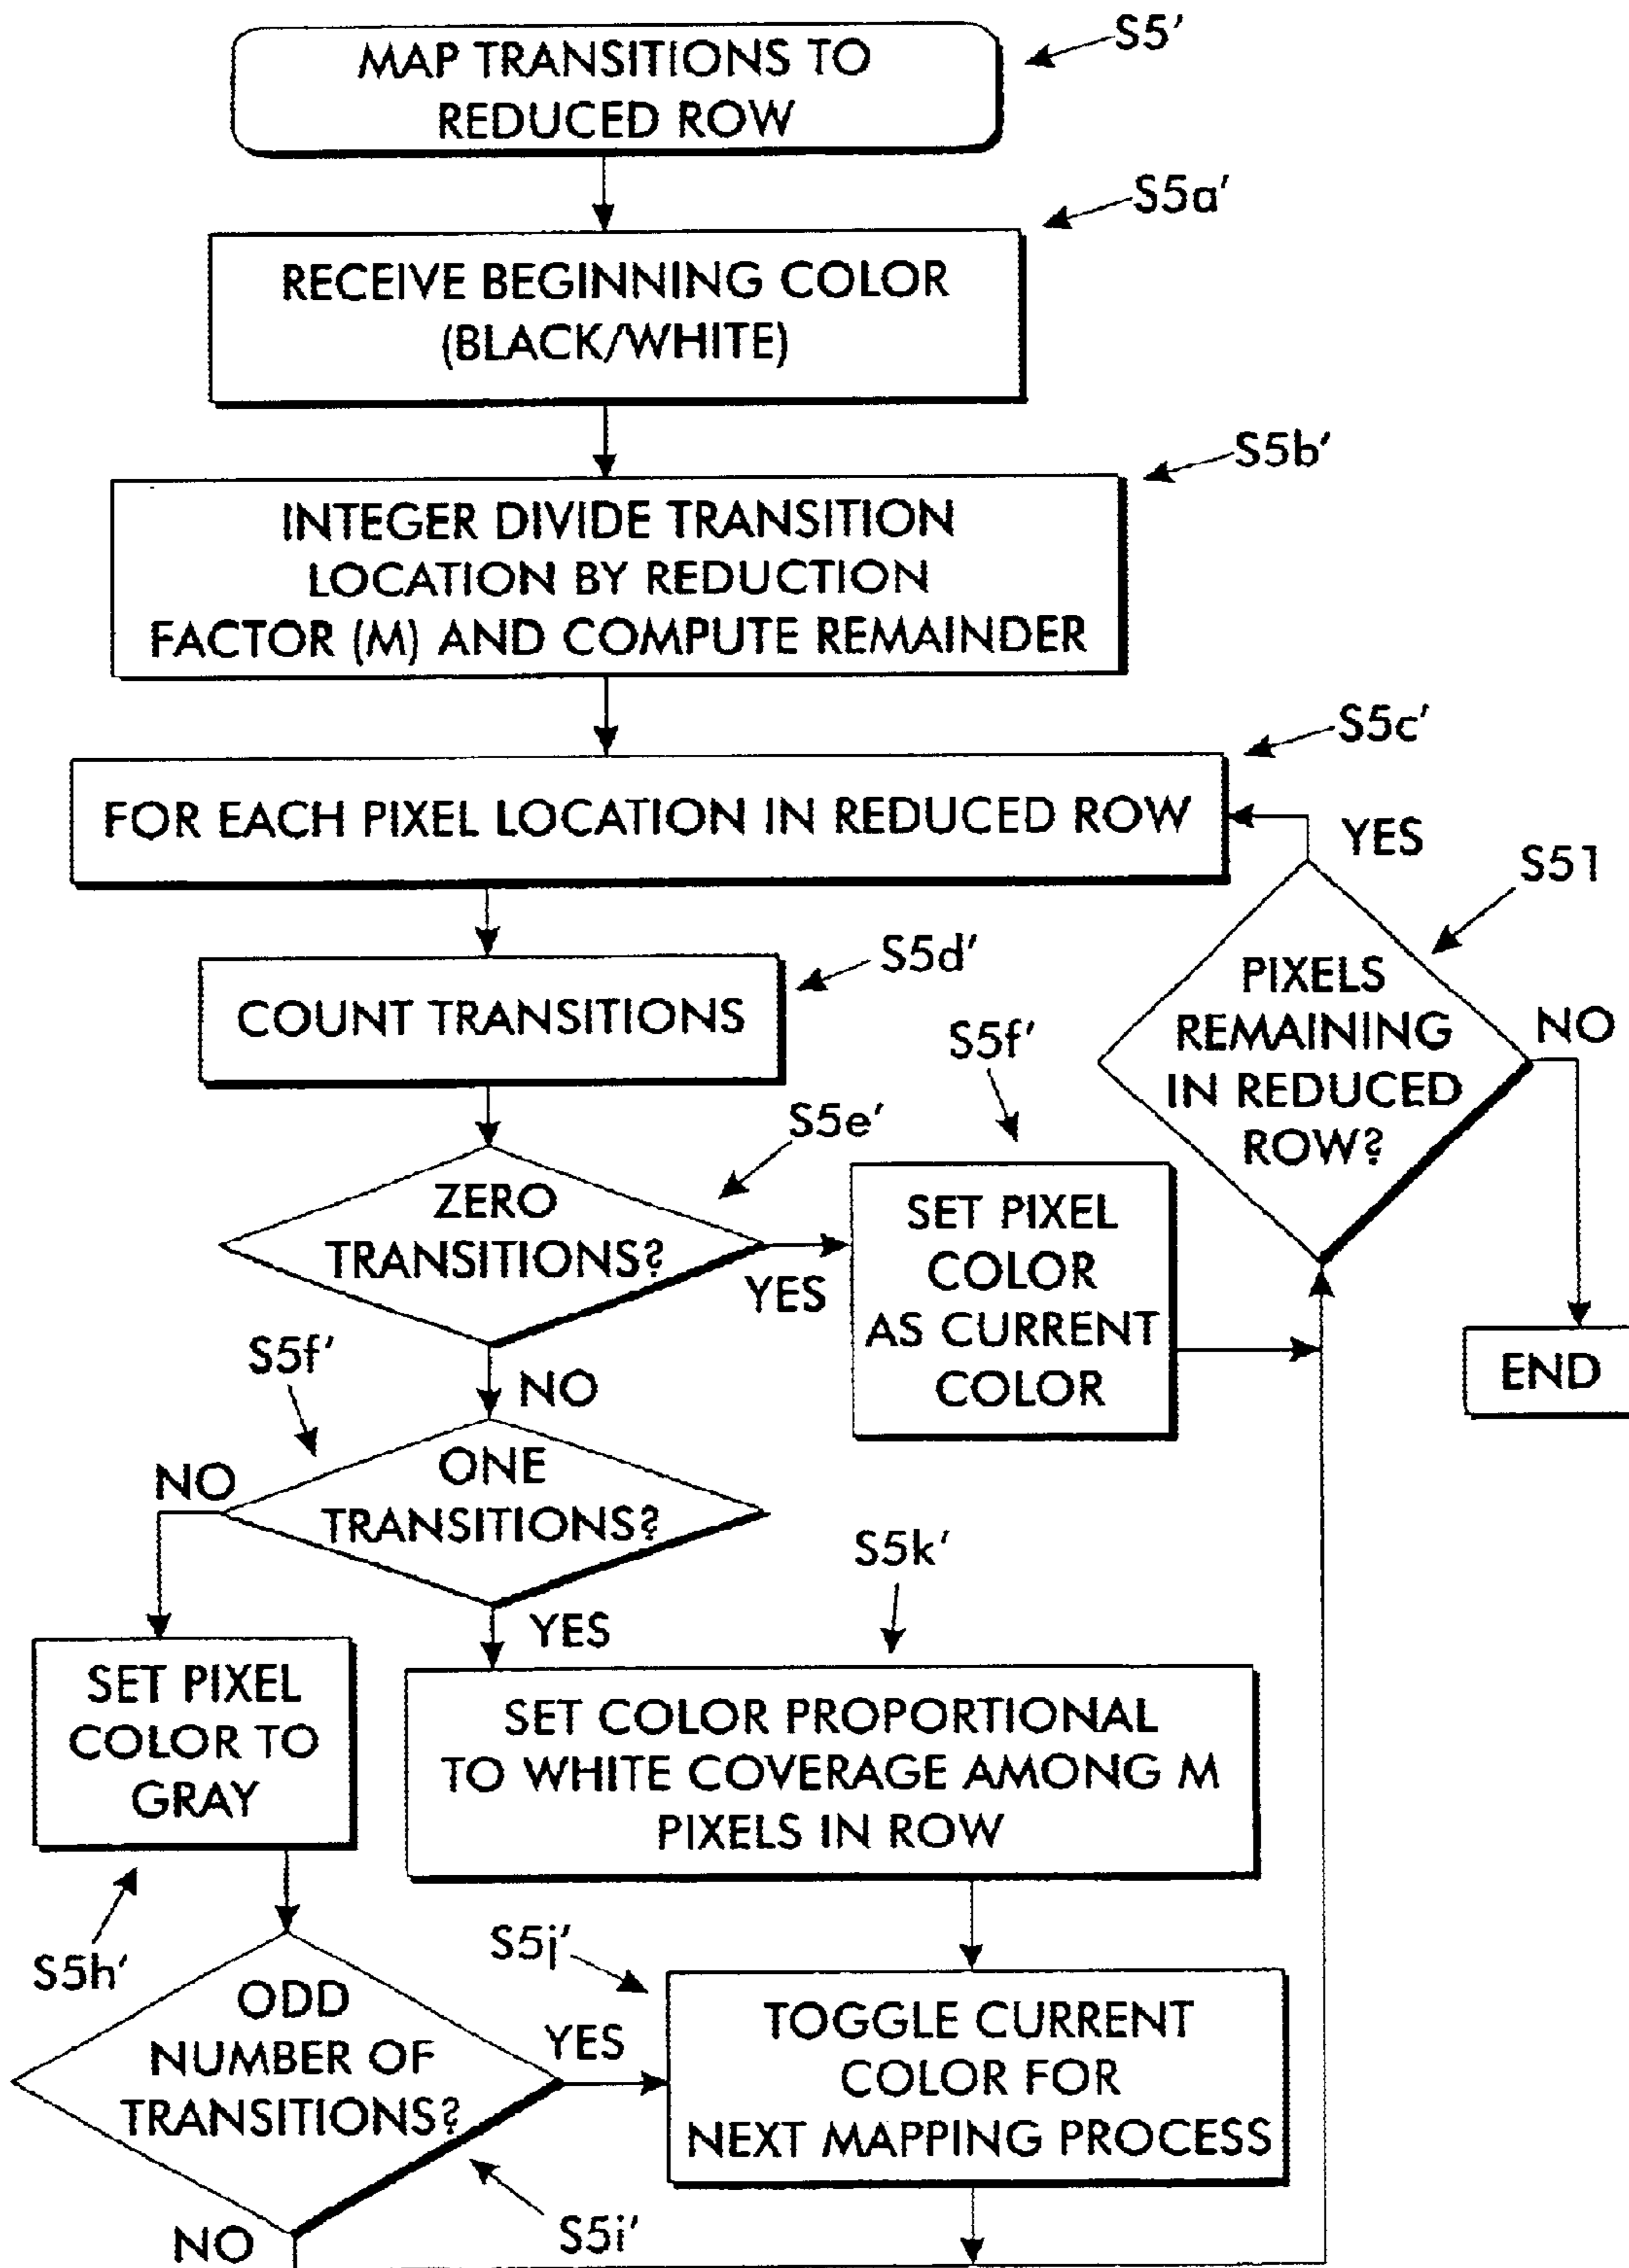 MAP TRANSITIONS TO
REDUCED ROW
S5'
RECEIVE BEGINNING COLOR
(BLACK/WHITE)
S5a'
INTEGER DIVIDE TRANSITION
LOCATION BY REDUCTION
FACTOR (M) AND COMPUTE REMAINDER
S5b'
FOR EACH PIXEL LOCATION IN REDUCED ROW
S5c'
YES
S51
PIXELS
REMAINING
IN REDUCED
ROW?
NO
END
COUNT TRANSITIONS
S5d'
ZERO
TRANSITIONS?
S5e'
YES
S5f'
SET PIXEL
COLOR
AS CURRENT
COLOR
NO
S5f'
ONE
TRANSITIONS?
NO
YES
S5k'
SET PIXEL
COLOR TO
GRAY
S5h'
SET COLOR PROPORTIONAL
TO WHITE COVERAGE AMONG M
PIXELS IN ROW
ODD
NUMBER OF
TRANSITIONS?
YES
S5j'
TOGGLE CURRENT
COLOR FOR
NEXT MAPPING PROCESS
NO
S5i'